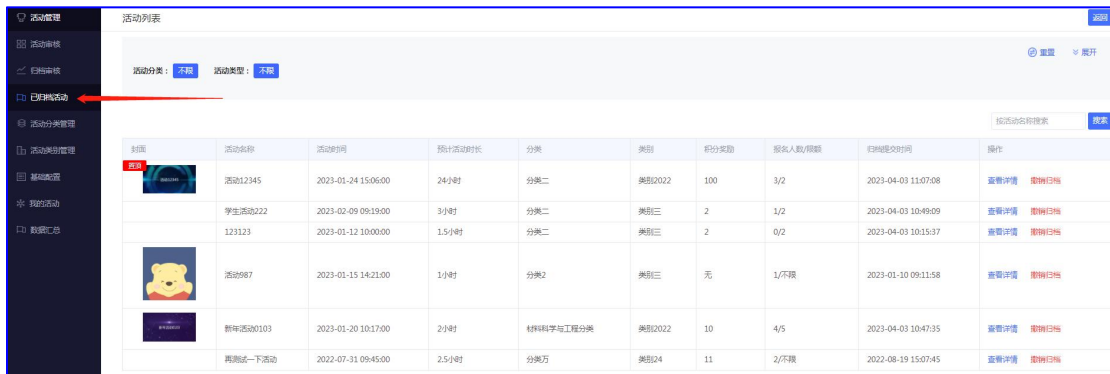 活动管理
活动审核
归档审核
已归档活动
活动分类管理
活动类别管理
基础配置
我的活动
数据汇总
活动列表 返回
重置 展开
活动分类： 不限 活动类型： 不限
按活动名称搜索 搜索
封面 活动名称 活动时间 预计活动时长 分类 类别 积分奖励 报名人数/限额 归档提交时间 操作
置顶
活动12345 活动12345 2023-01-24 15:06:00 24小时 分类二 类别2022 100 3/2 2023-04-03 11:07:08 查看详情 撤销归档
学生活动222 2023-02-09 09:19:00 3小时 分类二 类别三 2 1/2 2023-04-03 10:49:09 查看详情 撤销归档
123123 2023-01-12 10:00:00 1.5小时 分类二 类别三 2 0/2 2023-04-03 10:15:37 查看详情 撤销归档
活动987 2023-01-15 14:21:00 1小时 分类2 类别三 无 1/不限 2023-01-10 09:11:58 查看详情 撤销归档
新年活动0103 新年活动0103 2023-01-20 10:17:00 2小时 材料科学与工程分类 类别2022 10 4/5 2023-04-03 10:47:35 查看详情 撤销归档
再测试一下活动 2022-07-31 09:45:00 2.5小时 分类万 类别24 11 2/不限 2022-08-19 15:07:45 查看详情 撤销归档